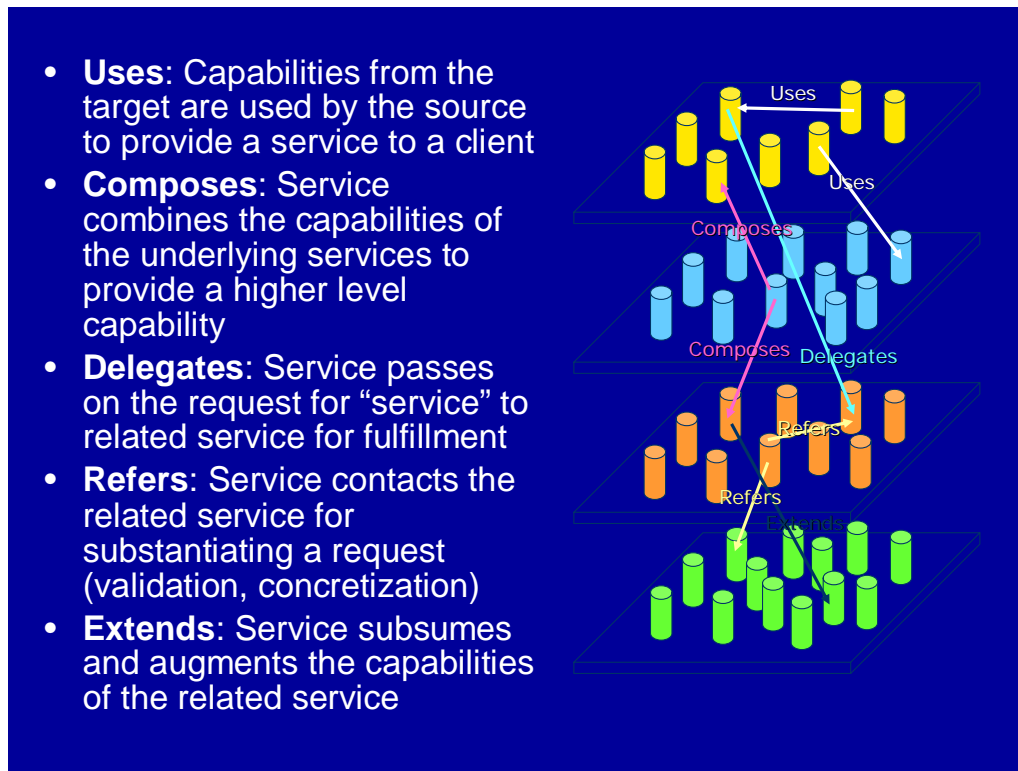 • Uses: Capabilities from the
target are used by the source
to provide a service to a client
• Composes: Service
combines the capabilities of
the underlying services to
provide a higher level
capability
• Delegates: Service passes
on the request for “service” to
related service for fulfillment
• Refers: Service contacts the
related service for
substantiating a request
(validation, concretization)
• Extends: Service subsumes
and augments the capabilities
of the related service
Uses
Uses
Composes
Composes
Delegates
Refers
Refers
Extends